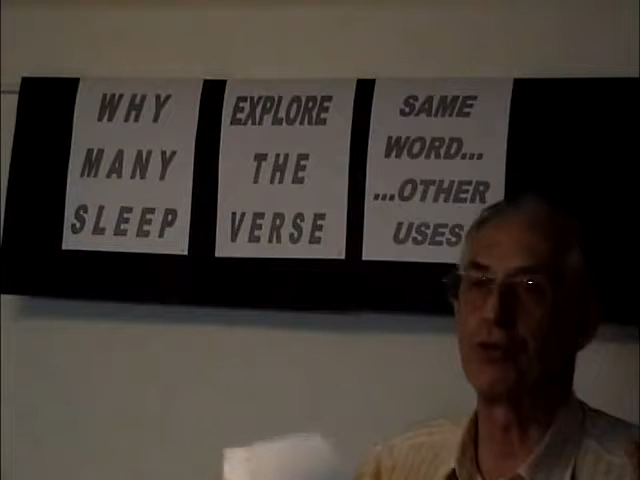 WHY
MANY
SLEEP
EXPLORE
THE
VERSE
SAME
WORD...
...OTHER
USES